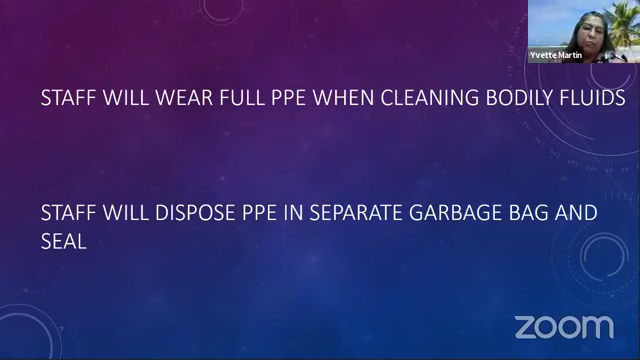 Yvette Martin
STAFF WILL WEAR FULL PPE WHEN CLEANING BODILY FLUIDS
STAFF WILL DISPOSE PPE IN SEPARATE GARBAGE BAG AND
SEAL
zoom